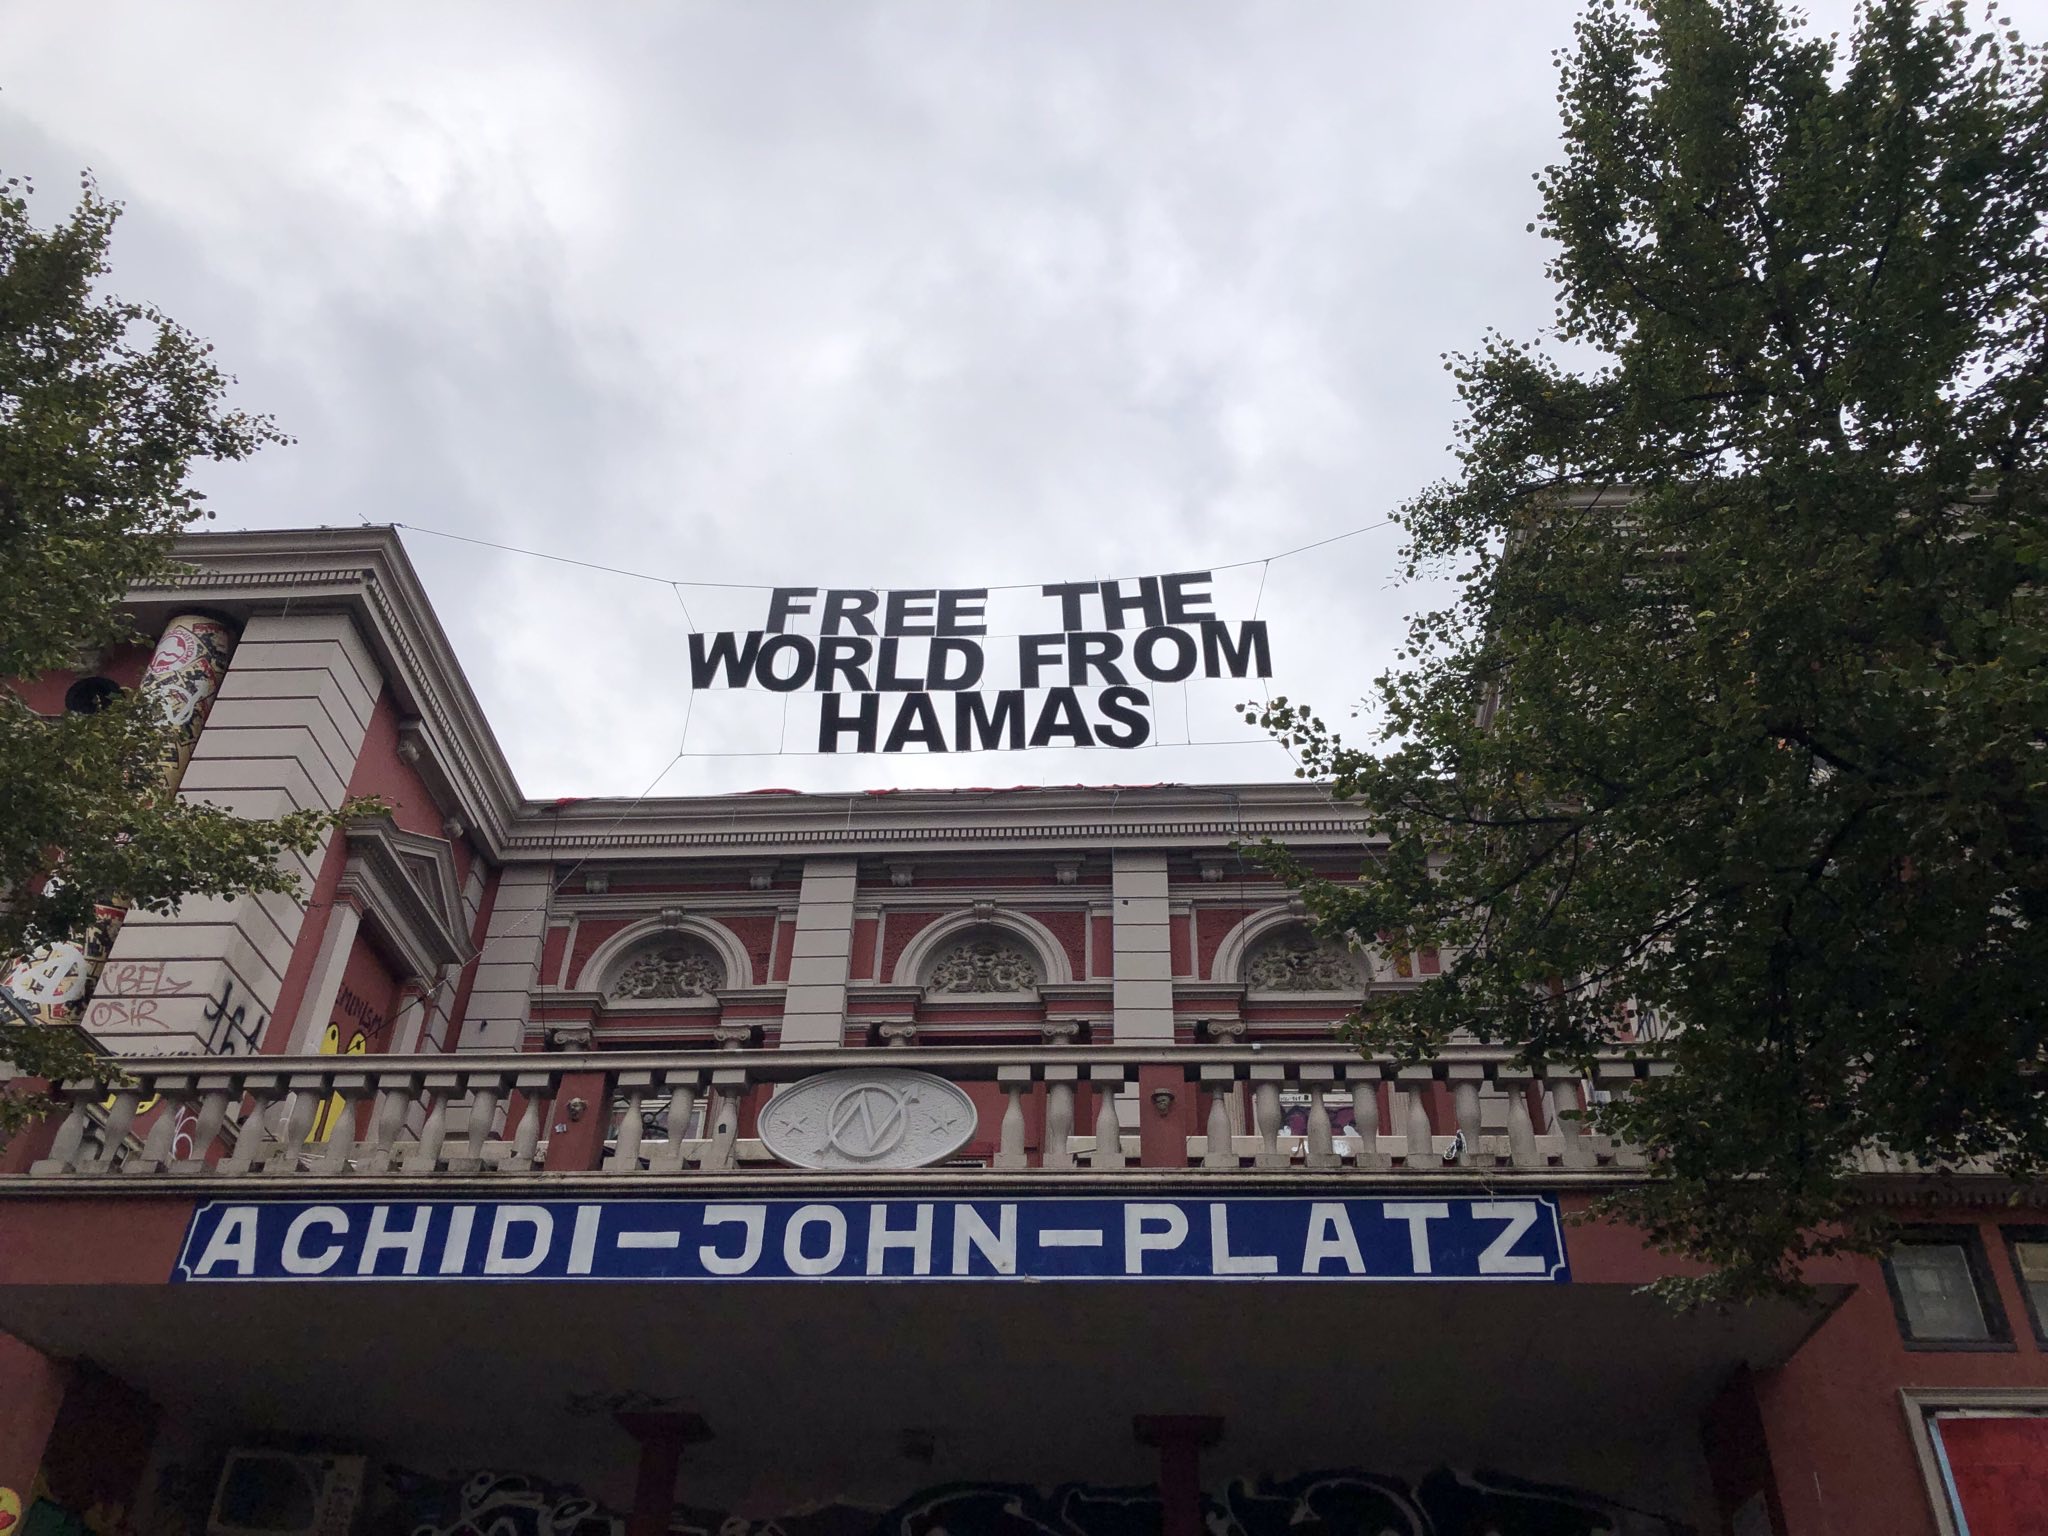 FREE THE
WORLD FROM
HAMAS
ACHIDI-JOHN-PLATZ